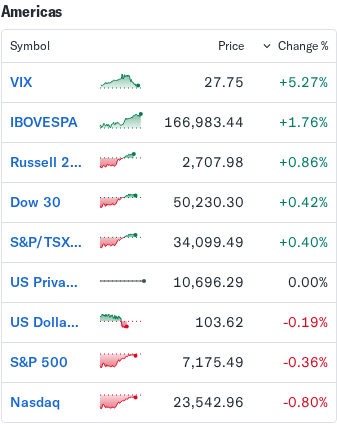 Americas
Symbol Price Change %
VIX 27.75 +5.27%
IBOVESPA 166,983.44 +1.76%
Russell 2... 2,707.98 +0.86%
Dow 30 50,230.30 +0.42%
S&P/TSX... 34,099.49 +0.40%
US Priva... 10,696.29 0.00%
US Dolla... 103.62 -0.19%
S&P 500 7,175.49 -0.36%
Nasdaq 23,542.96 -0.80%